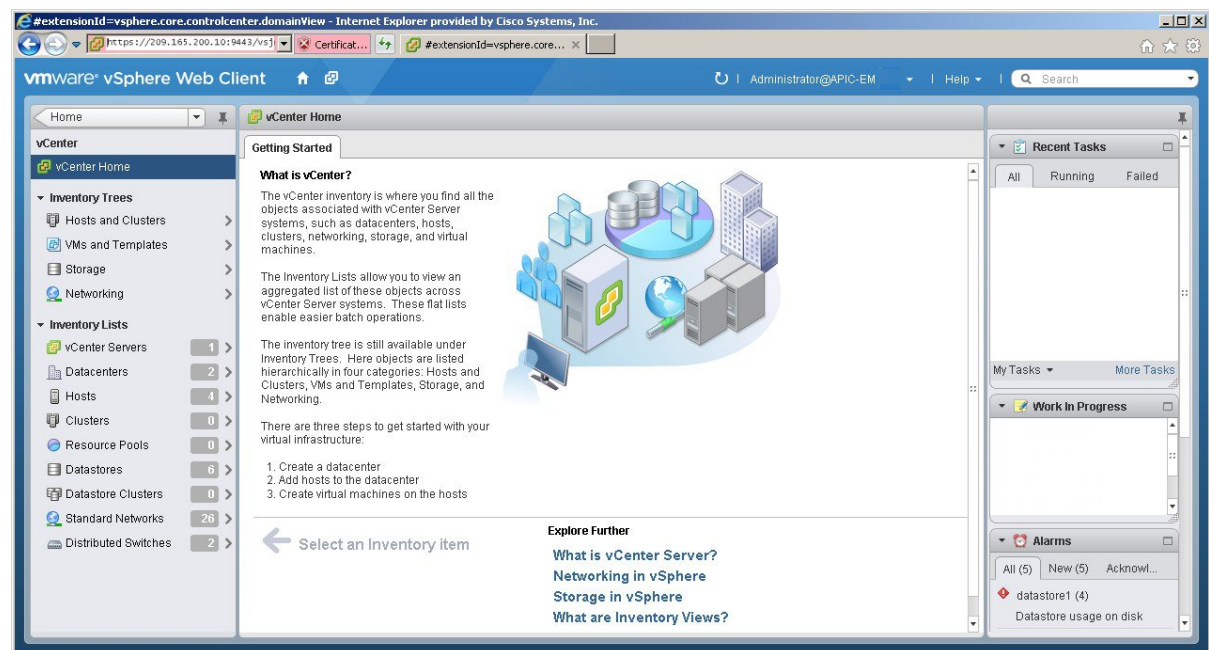 #extensionId=vsphere.core.controlcenter.domainView - Internet Explorer provided by Cisco Systems, Inc.
https://209.165.200.10:9443/vsj
Certificat...
#extensionId=vsphere.core...
vmware® vSphere Web Client
Administrator@APIC-EM
Help
Search
Home
vCenter
vCenter Home
Inventory Trees
Hosts and Clusters
VMs and Templates
Storage
Networking
Inventory Lists
vCenter Servers 1
Datacenters 2
Hosts 4
Clusters 0
Resource Pools 0
Datastores 6
Datastore Clusters 0
Standard Networks 26
Distributed Switches 2
vCenter Home
Getting Started
What is vCenter?
The vCenter inventory is where you find all the
objects associated with vCenter Server
systems, such as datacenters, hosts,
clusters, networking, storage, and virtual
machines.
The Inventory Lists allow you to view an
aggregated list of these objects across
vCenter Server systems. These flat lists
enable easier batch operations.
The inventory tree is still available under
Inventory Trees. Here objects are listed
hierarchically in four categories: Hosts and
Clusters, VMs and Templates, Storage, and
Networking.
There are three steps to get started with your
virtual infrastructure:
1. Create a datacenter
2. Add hosts to the datacenter
3. Create virtual machines on the hosts
Select an Inventory item
Explore Further
What is vCenter Server?
Networking in vSphere
Storage in vSphere
What are Inventory Views?
Recent Tasks
All Running Failed
My Tasks More Tasks
Work In Progress
Alarms
All (5) New (5) Acknowl...
datastore1 (4)
Datastore usage on disk